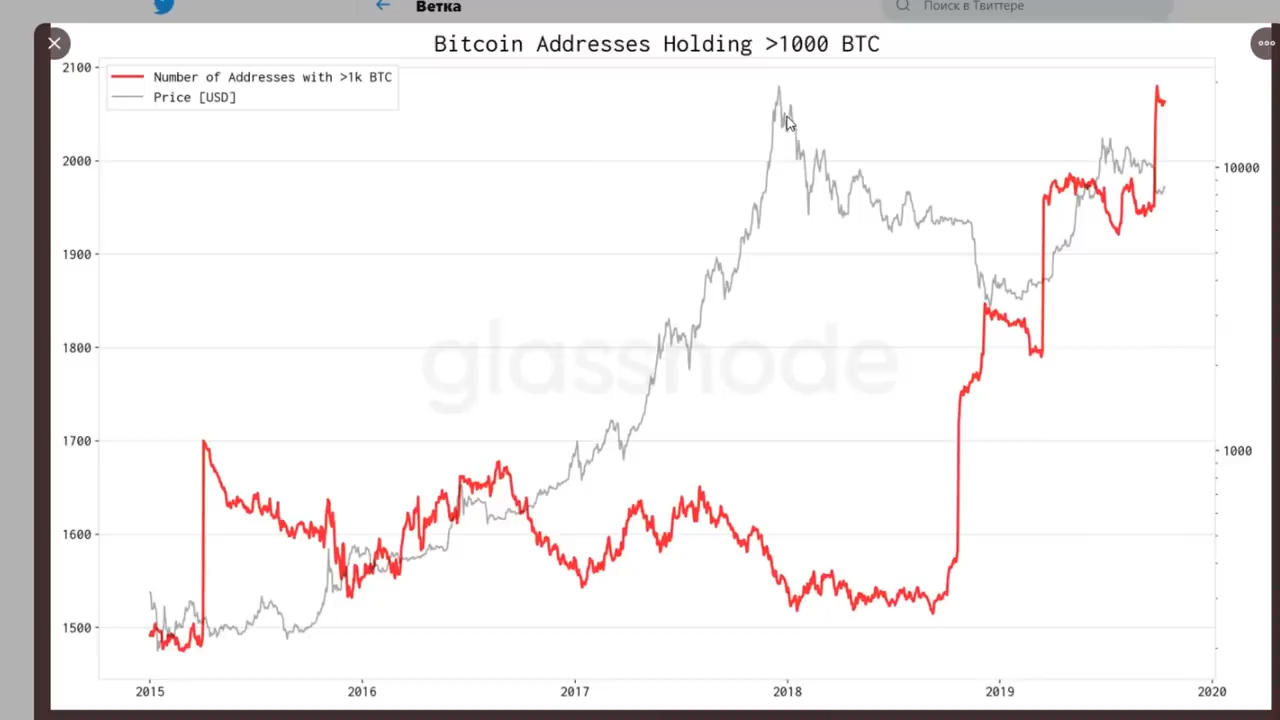 Ветка
Поиск в Твиттере
Bitcoin Addresses Holding >1000 BTC
Number of Addresses with >1k BTC
Price [USD]
2100
2000
1900
1800
1700
1600
1500
10000
1000
glassnode
2015 2016 2017 2018 2019 2020